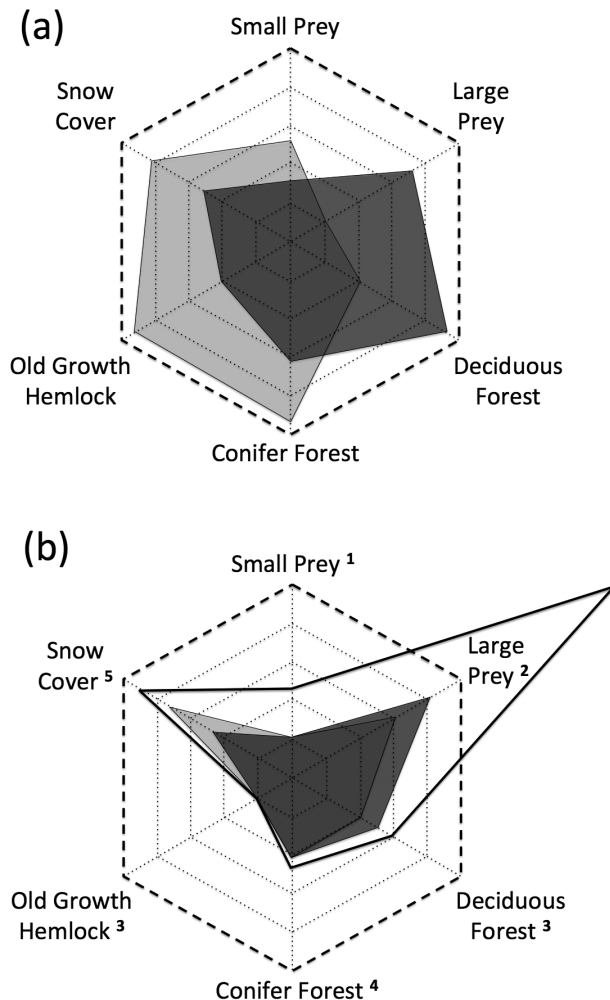 (a)
Small Prey
Snow
Cover
Large
Prey
Old Growth
Hemlock
Deciduous
Forest
Conifer Forest
(b)
Small Prey ¹
Snow
Cover ⁵
Large
Prey ²
Old Growth
Hemlock ³
Deciduous
Forest ³
Conifer Forest ⁴